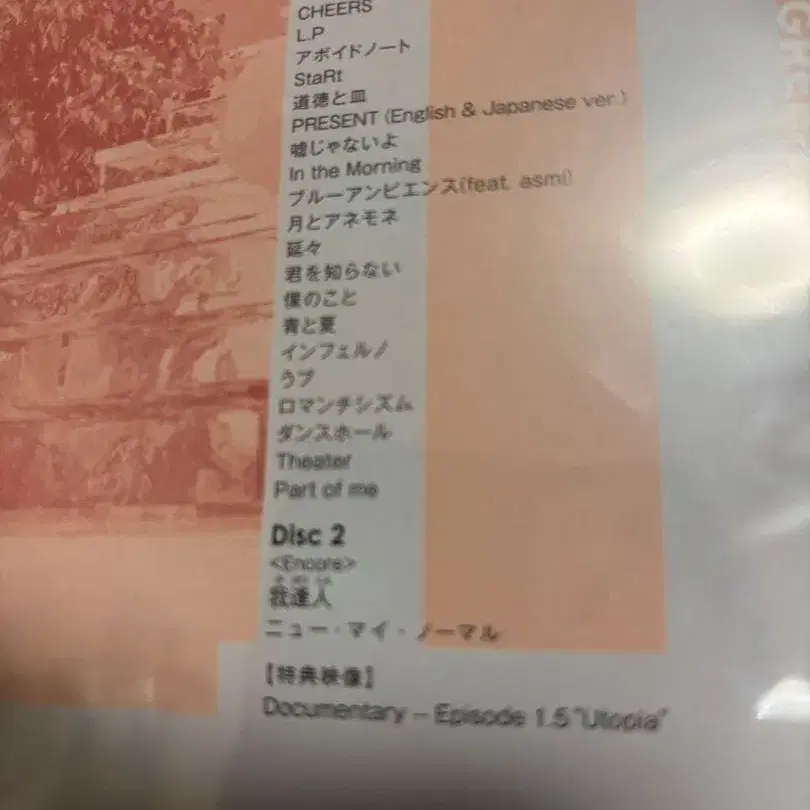 CHEERS
L.P
アボイドノート
StaRt
道徳と皿
PRESENT (English & Japanese ver.)
嘘じゃないよ
In the Morning
ブルーアンビエンス(feat. asmi)
月とアネモネ
延々
君を知らない
僕のこと
青と夏
インフェルノ
うブ
ロマンチシズム
ダンスホール
Theater
Part of me
Disc 2
<Encore>
我逢人
ニュー・マイ・ノーマル
【特典映像】
Documentary – Episode 1.5 "Utopia"